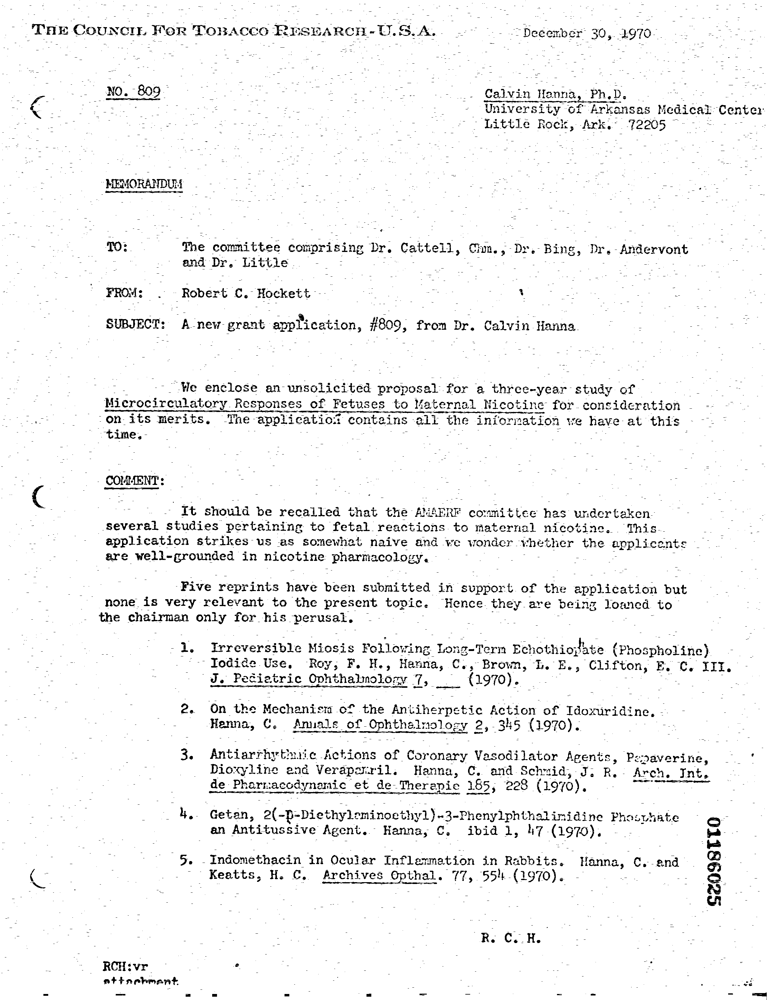 THE COUNCIL FOR TOBACCO RESEARCH-U.S.A.
December 30, 1970
NO. 809
Calvin Hanna, Ph.D.
University of Arkansas Medical Center
Little Rock, Ark. 72205
MEMORANDUM
TO: The committee comprising Dr. Cattell, Chm., Dr. Bing, Dr. Andervont
and Dr. Little
FROM: Robert C. Hockett
SUBJECT: A new grant application, #809, from Dr. Calvin Hanna
We enclose an unsolicited proposal for a three-year study of
Microcirculatory Responses of Fetuses to Maternal Nicotine for consideration
on its merits. The application contains all the information we have at this
time.
COMMENT:
It should be recalled that the AMAERF committee has undertaken
several studies pertaining to fetal reactions to maternal nicotine. This
application strikes us as somewhat naive and we wonder whether the applicants
are well-grounded in nicotine pharmacology.
Five reprints have been submitted in support of the application but
none is very relevant to the present topic. Hence they are being loaned to
the chairman only for his perusal.
1. Irreversible Miosis Following Long-Term Echothiophate (Phospholine)
Iodide Use. Roy, F. H., Hanna, C., Brown, L. E., Clifton, E. C. III.
J. Pediatric Ophthalmology 7, ___ (1970).
2. On the Mechanism of the Antiherpetic Action of Idoxuridine.
Hanna, C. Annals of Ophthalmology 2, 345 (1970).
3. Antiarrhythmic Actions of Coronary Vasodilator Agents, Papaverine,
Dioxyline and Verapamril. Hanna, C. and Schmid, J. R. Arch. Int.
de Pharmacodynamic et de Therapie 185, 228 (1970).
4. Getan, 2(-p-Diethylaminoethyl)-3-Phenylphthalimidine Phosphate
an Antitussive Agent. Hanna, C. ibid 1, 47 (1970).
5. Indomethacin in Ocular Inflammation in Rabbits. Hanna, C. and
Keatts, H. C. Archives Opthal. 77, 554 (1970).
R. C. H.
RCH:vr
attachment
01186025